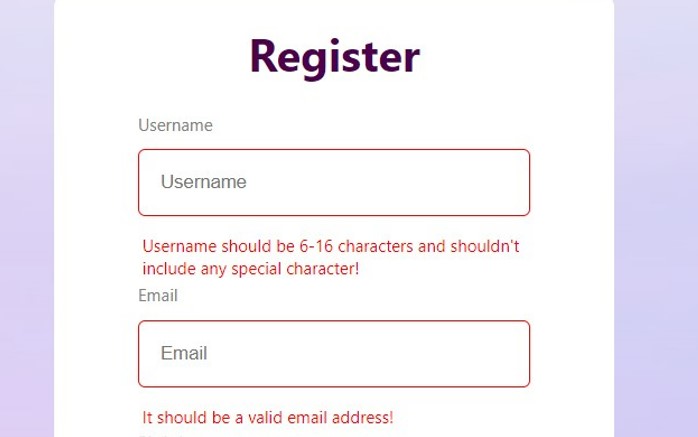 Register
Username
Username
Username should be 6-16 characters and shouldn't
include any special character!
Email
Email
It should be a valid email address!